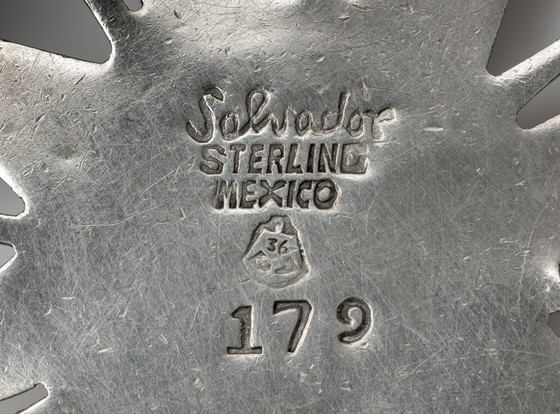 Salvador
STERLING
MEXICO
36
179